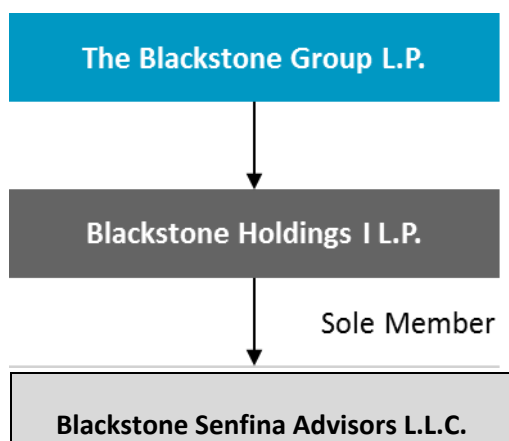 The Blackstone Group L.P.
Blackstone Holdings I L.P.
Sole Member
Blackstone Senfina Advisors L.L.C.